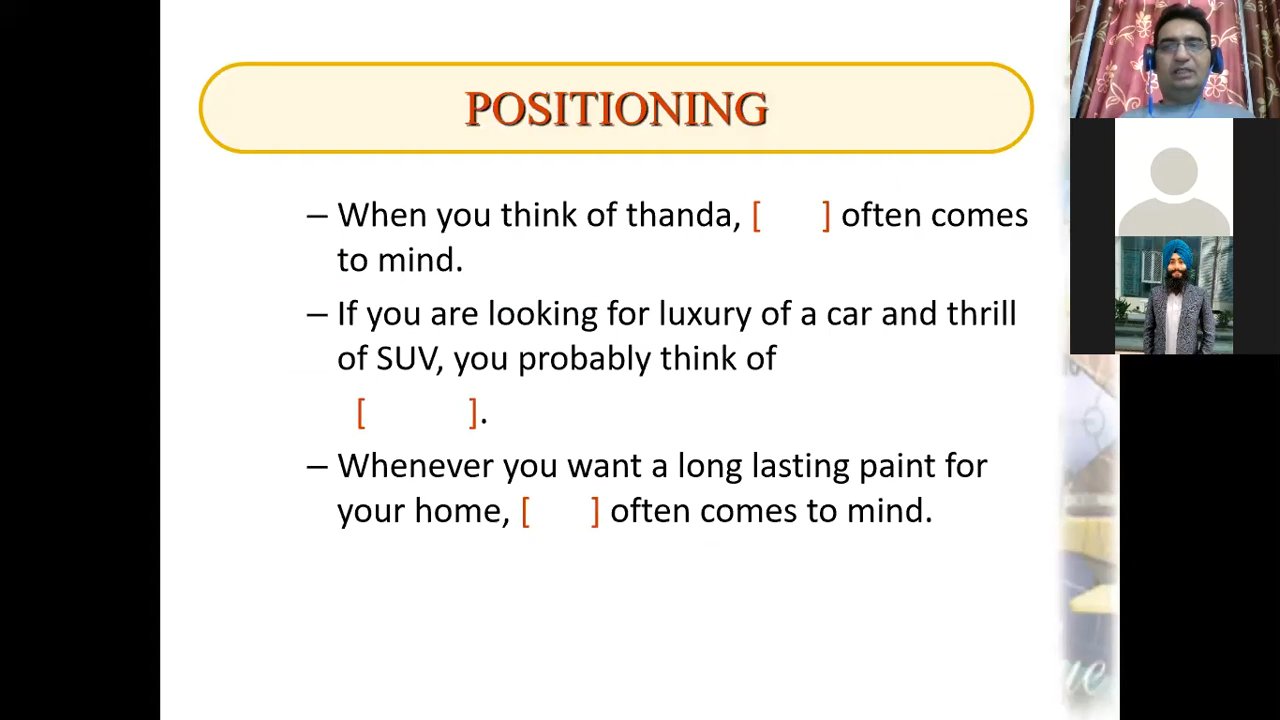 POSITIONING
– When you think of thanda, [ ] often comes
to mind.
– If you are looking for luxury of a car and thrill
of SUV, you probably think of
[ ].
– Whenever you want a long lasting paint for
your home, [ ] often comes to mind.